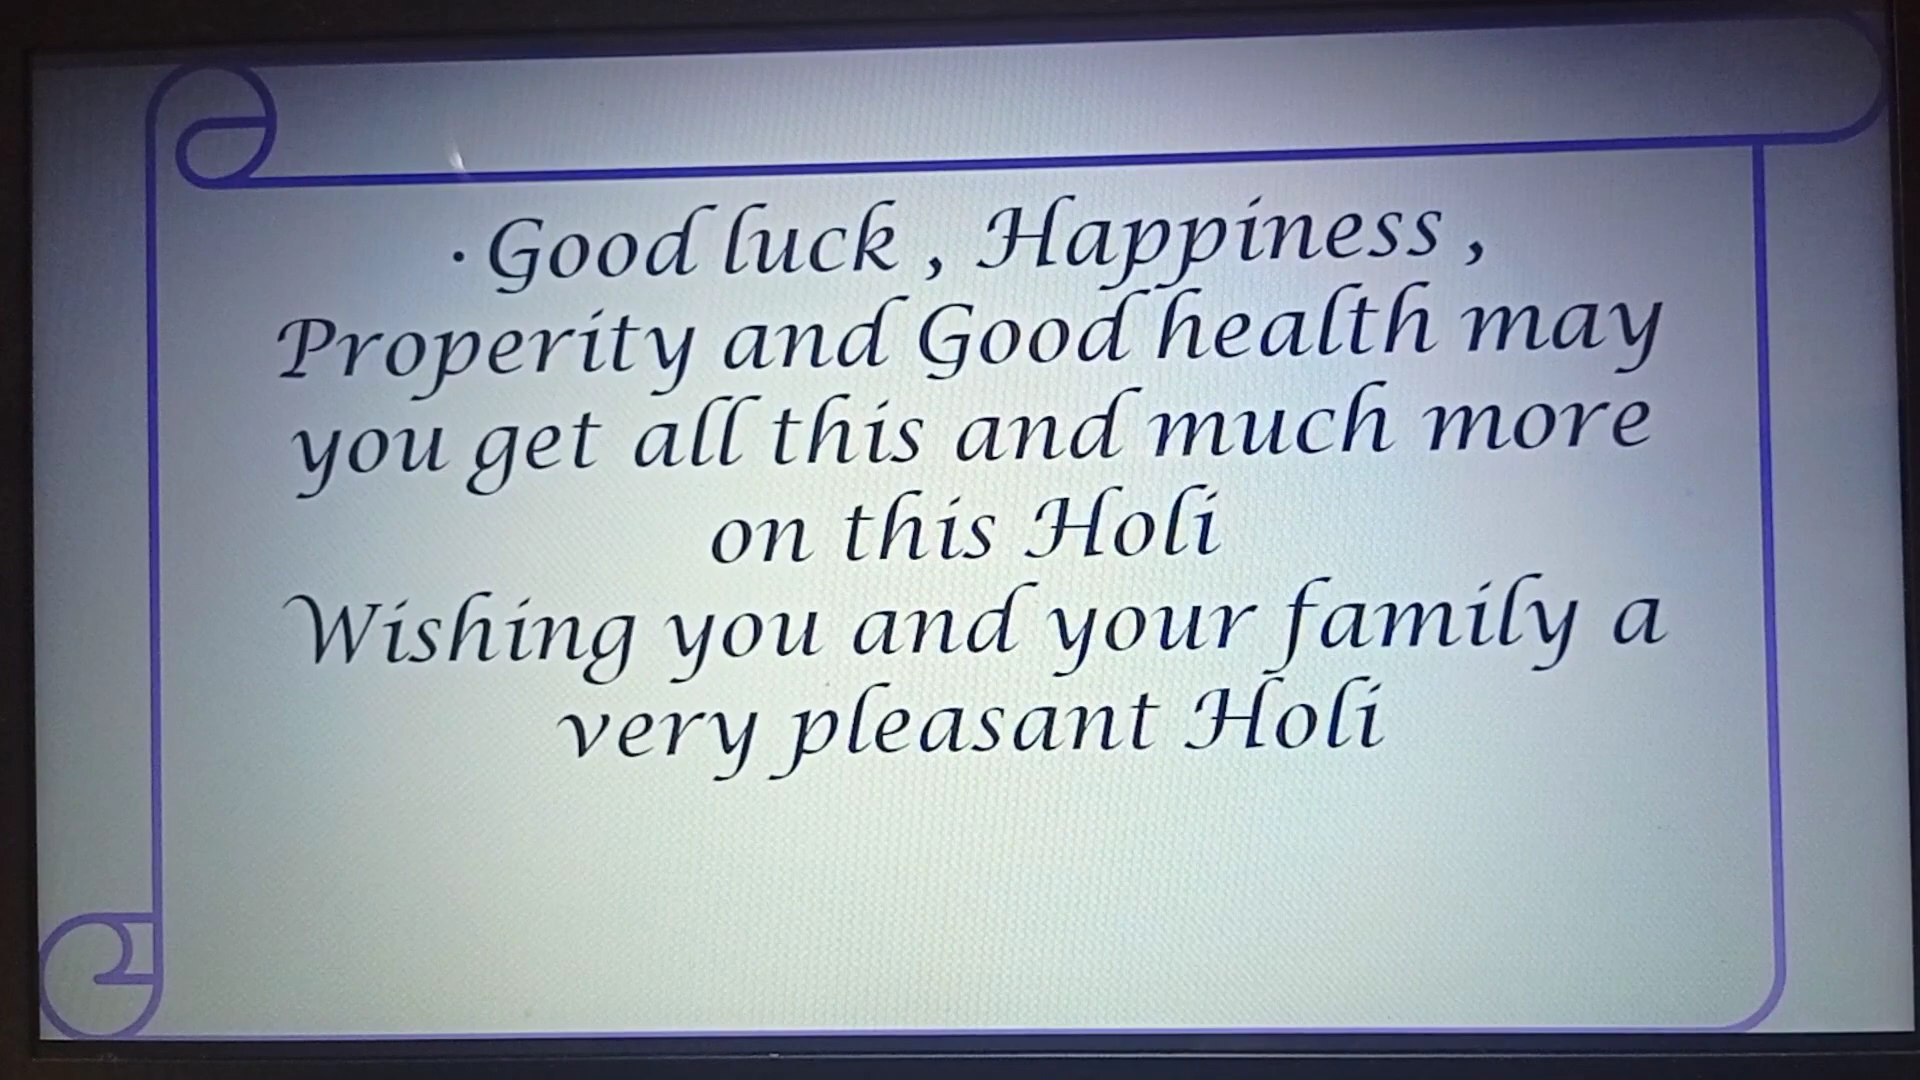 · Good luck , Happiness ,
Properity and Good health may
you get all this and much more
on this Holi
Wishing you and your family a
very pleasant Holi